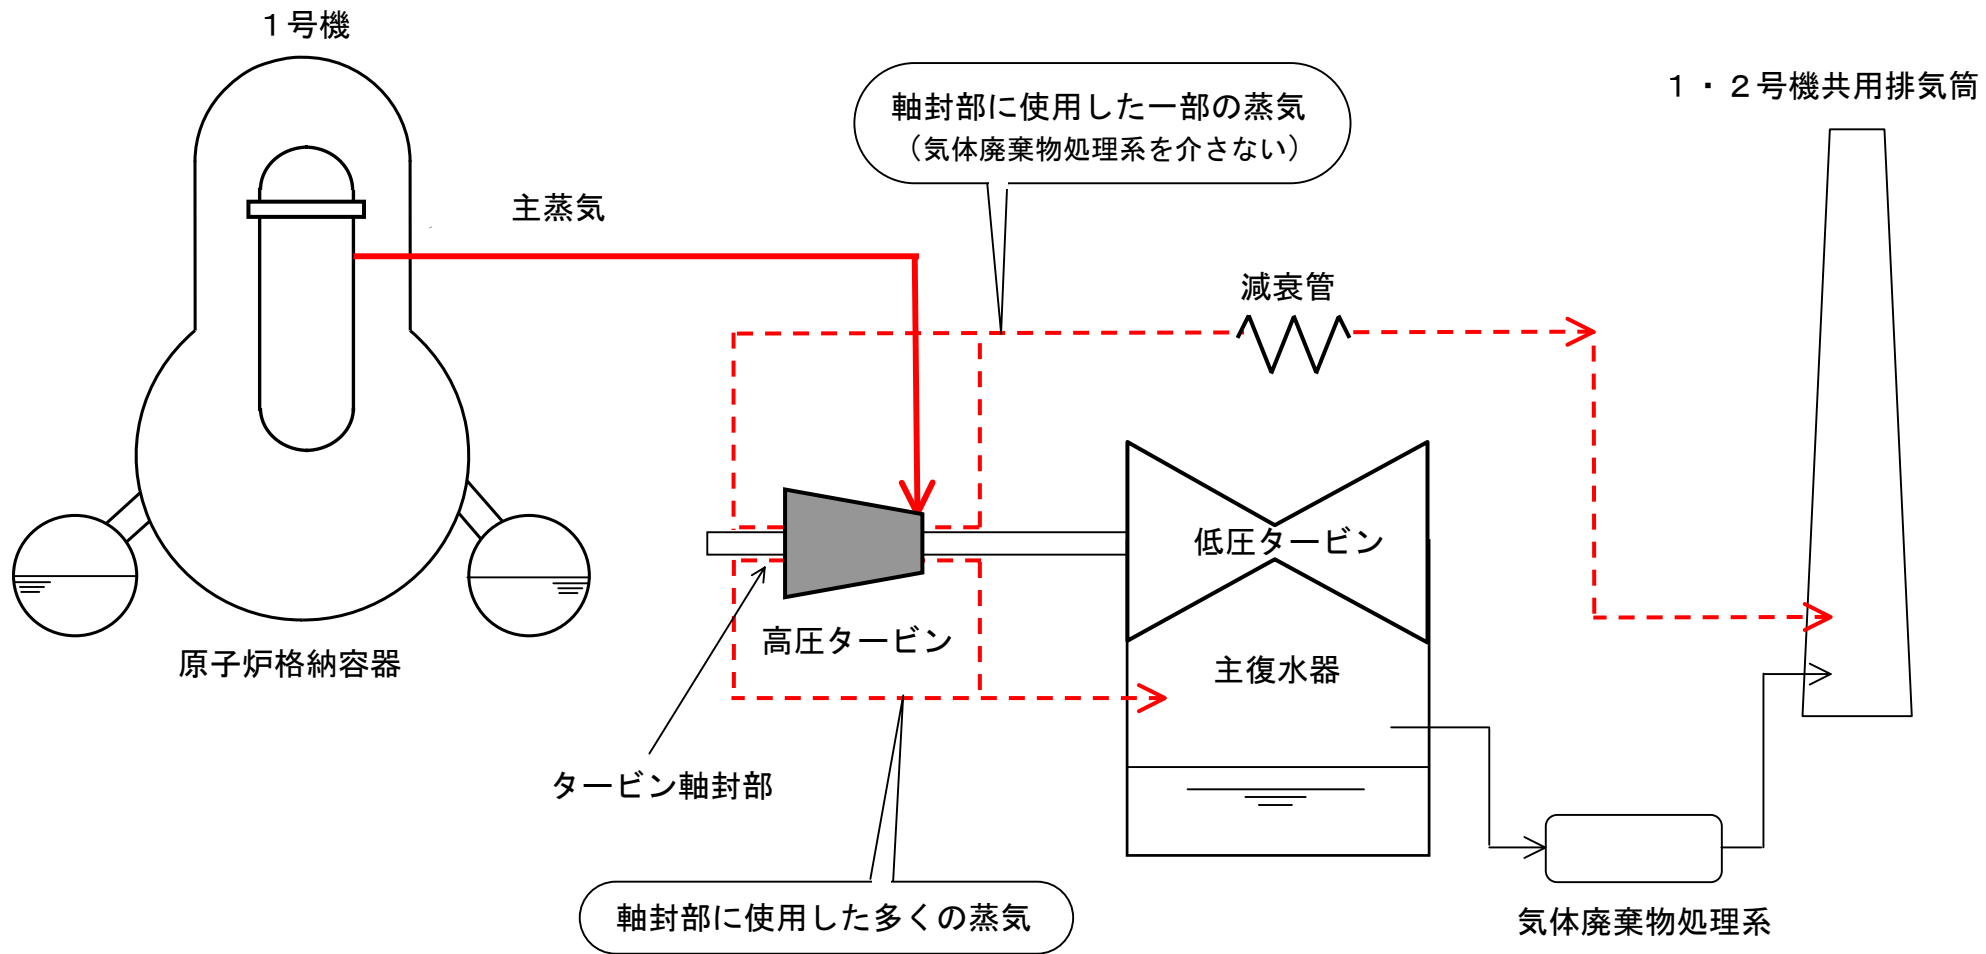 １号機
１・２号機共用排気筒
軸封部に使用した一部の蒸気
（気体廃棄物処理系を介さない）
主蒸気
減衰管
低圧タービン
高圧タービン
原子炉格納容器
主復水器
タービン軸封部
軸封部に使用した多くの蒸気
気体廃棄物処理系